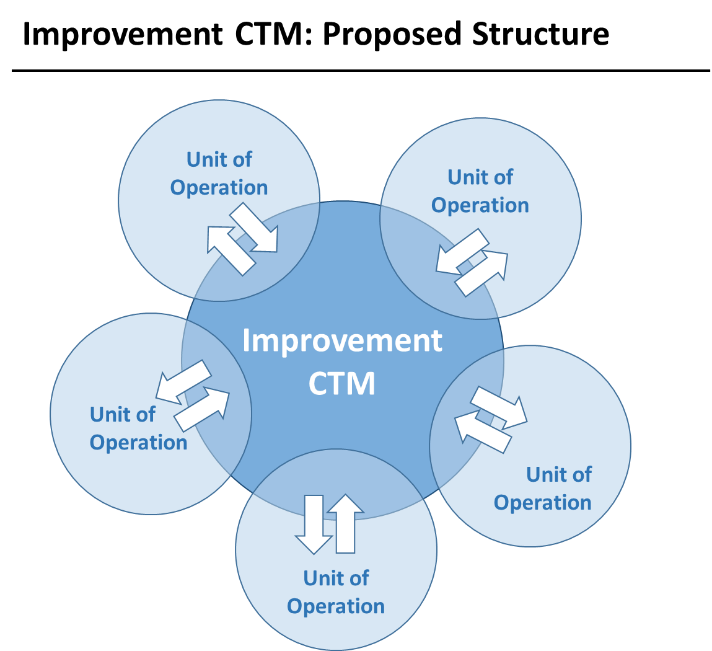 Improvement CTM: Proposed Structure
Unit of
Operation
Unit of
Operation
Improvement
CTM
Unit of
Operation
Unit of
Operation
Unit of
Operation